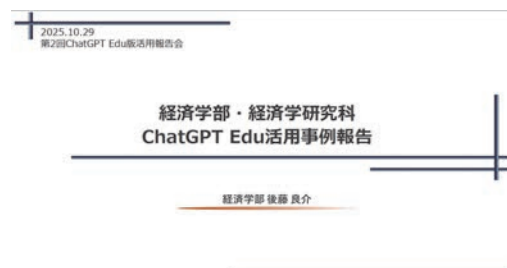 2025.10.29
第2回ChatGPT Edu版活用報告会
経済学部・経済学研究科
ChatGPT Edu活用事例報告
経済学部 後藤 良介